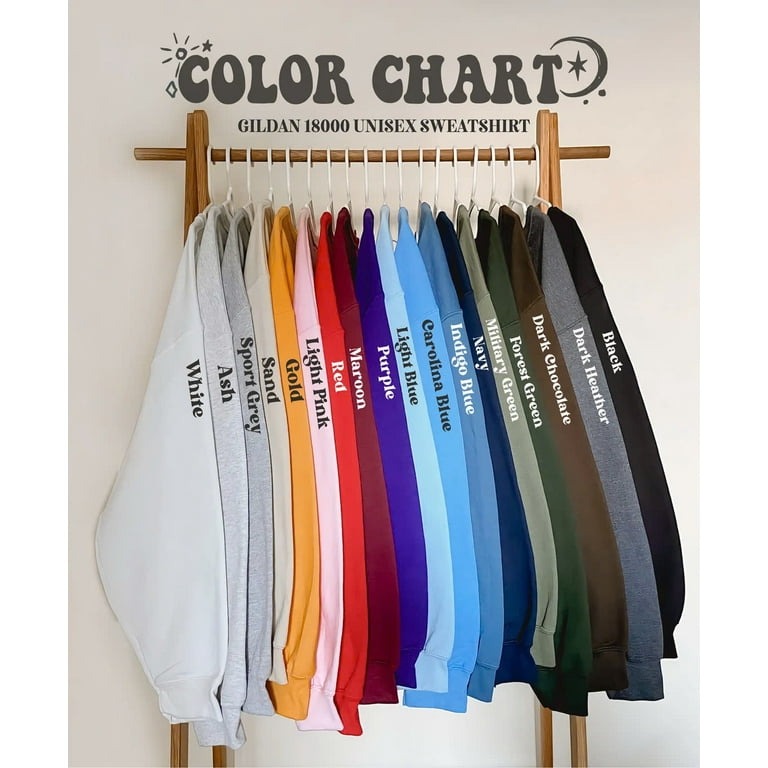 COLOR CHART
GILDAN 18000 UNISEX SWEATSHIRT
White
Ash
Sport Grey
Sand
Gold
Light Pink
Red
Maroon
Purple
Light Blue
Carolina Blue
Indigo Blue
Navy
Military Green
Forest Green
Dark Chocolate
Dark Heather
Black